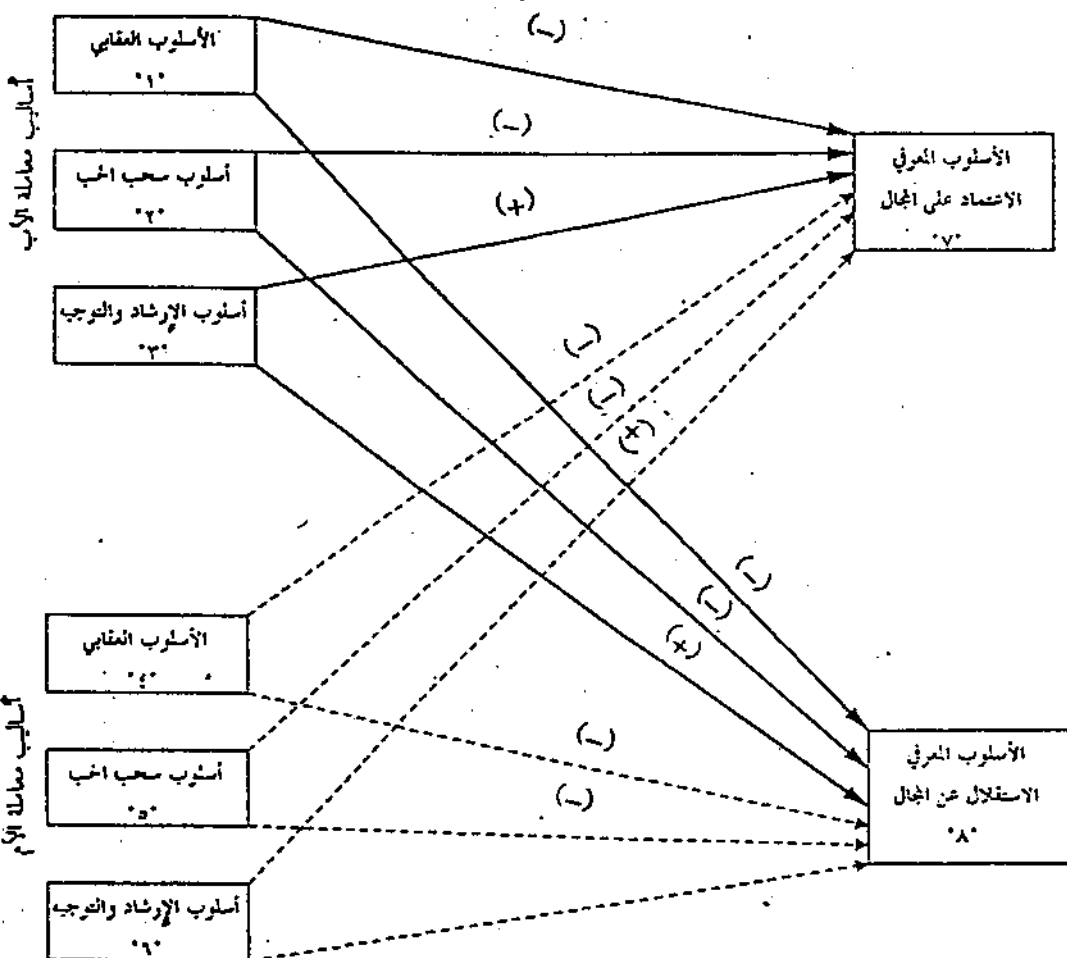 أساليب معاملة الأب
الأسلوب العقابي
"١"
أسلوب سحب الحب
"٢"
أسلوب الإرشاد والتوجيه
"٣"
(-)
(-)
(+)
الأسلوب المعرفي
الاعتماد على المجال
"٧"
(-)
(-)
(+)
(-)
(-)
(+)
أساليب معاملة الأم
الأسلوب العقابي
"٤"
أسلوب سحب الحب
"٥"
أسلوب الإرشاد والتوجيه
"٦"
(-)
(-)
الأسلوب المعرفي
الاستقلال عن المجال
"٨"